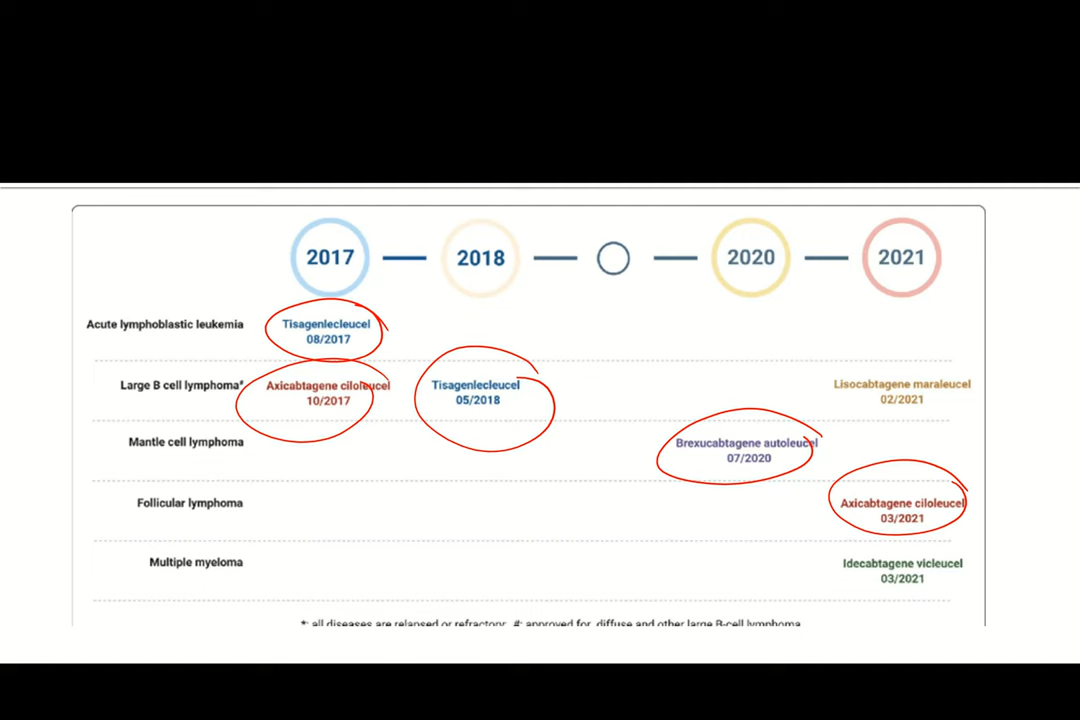 2017 2018 2020 2021
Acute lymphoblastic leukemia
Tisagenlecleucel
08/2017
Large B cell lymphoma*
Axicabtagene ciloleucel
10/2017
Tisagenlecleucel
05/2018
Lisocabtagene maraleucel
02/2021
Mantle cell lymphoma
Brexucabtagene autoleucel
07/2020
Follicular lymphoma
Axicabtagene ciloleucel
03/2021
Multiple myeloma
Idecabtagene vicleucel
03/2021
*: all diseases are relapsed or refractory; #: approved for diffuse and other large B-cell lymphoma